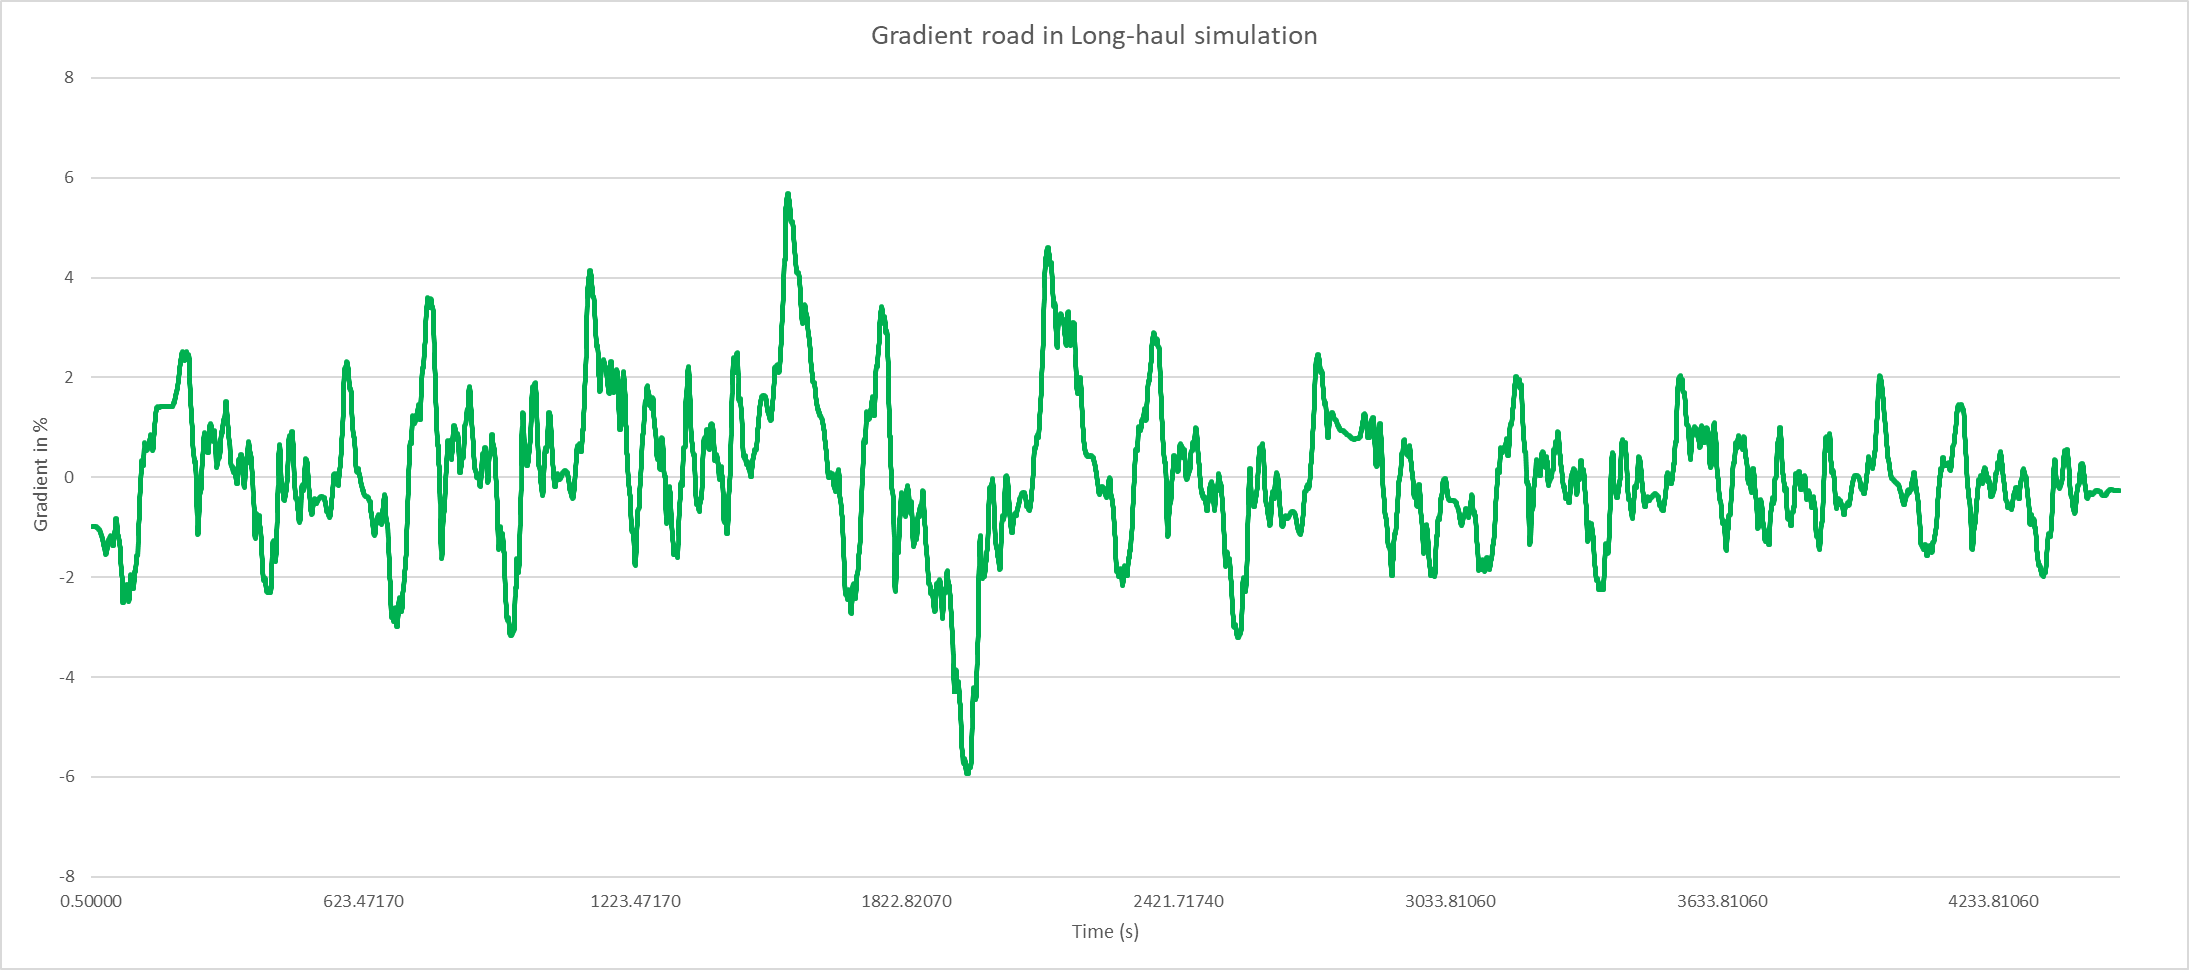 Gradient road in Long-haul simulation
8
6
4
2
0
-2
-4
-6
-8
Gradient in %
0.50000 623.47170 1223.47170 1822.82070 2421.71740 3033.81060 3633.81060 4233.81060
Time (s)